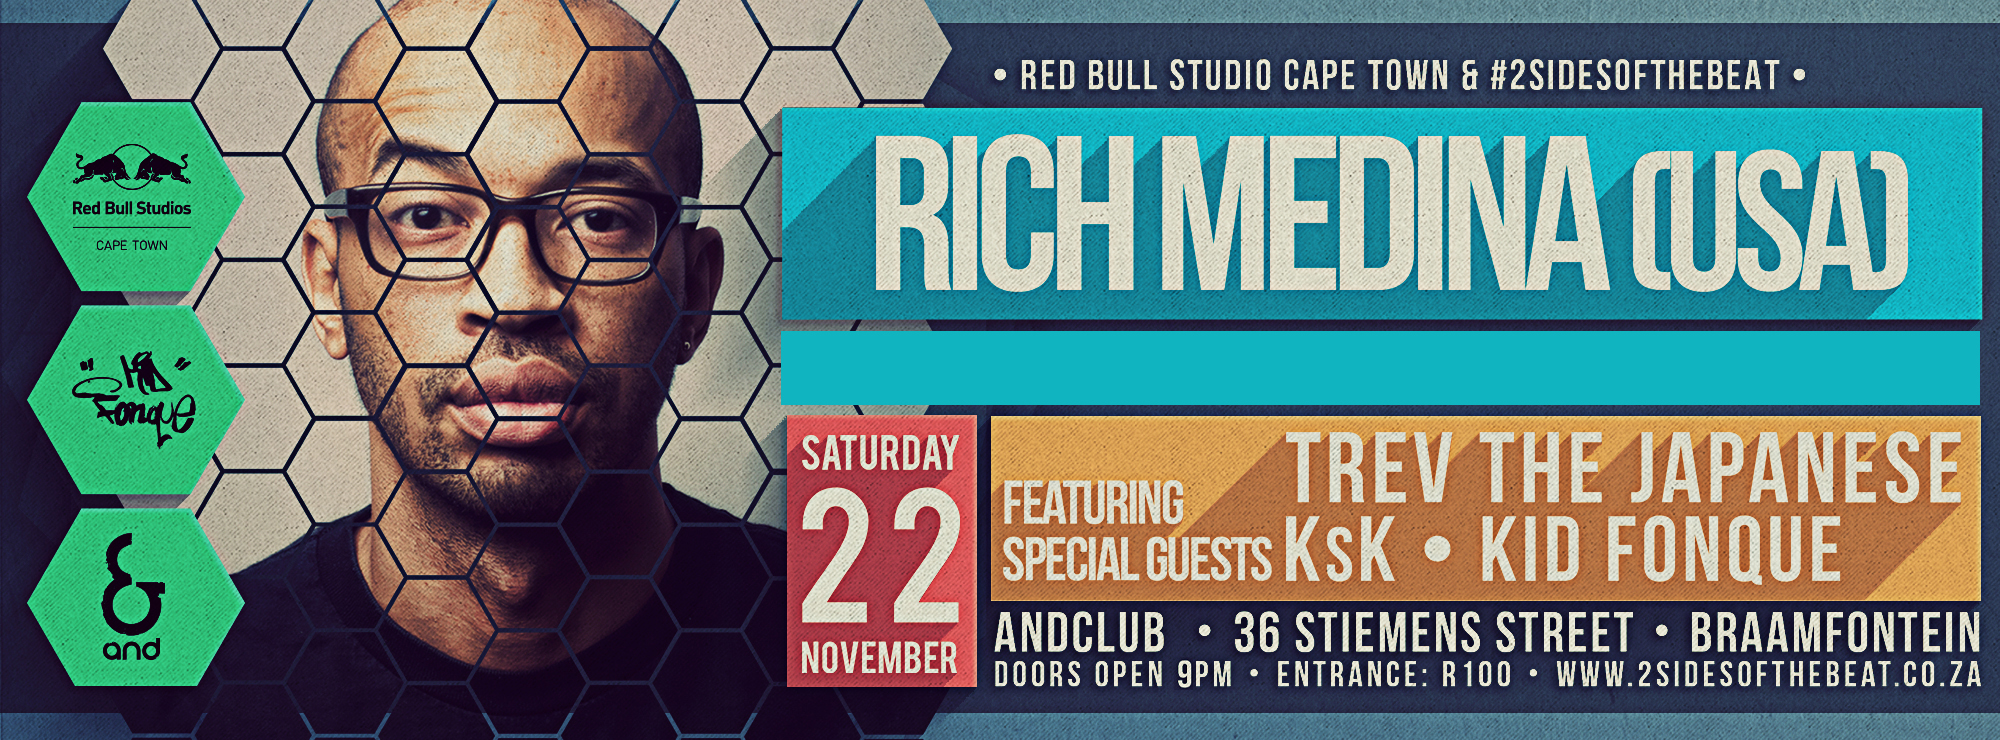 • RED BULL STUDIO CAPE TOWN & #2SIDESOFTHEBEAT •
RICH MEDINA (USA)
Red Bull Studios
CAPE TOWN
"Kid
Fonque"
&
and
SATURDAY
22
NOVEMBER
FEATURING
SPECIAL GUESTS
TREV THE JAPANESE
KsK • KID FONQUE
ANDCLUB • 36 STIEMENS STREET • BRAAMFONTEIN
DOORS OPEN 9PM • ENTRANCE: R100 • WWW.2SIDESOFTHEBEAT.CO.ZA